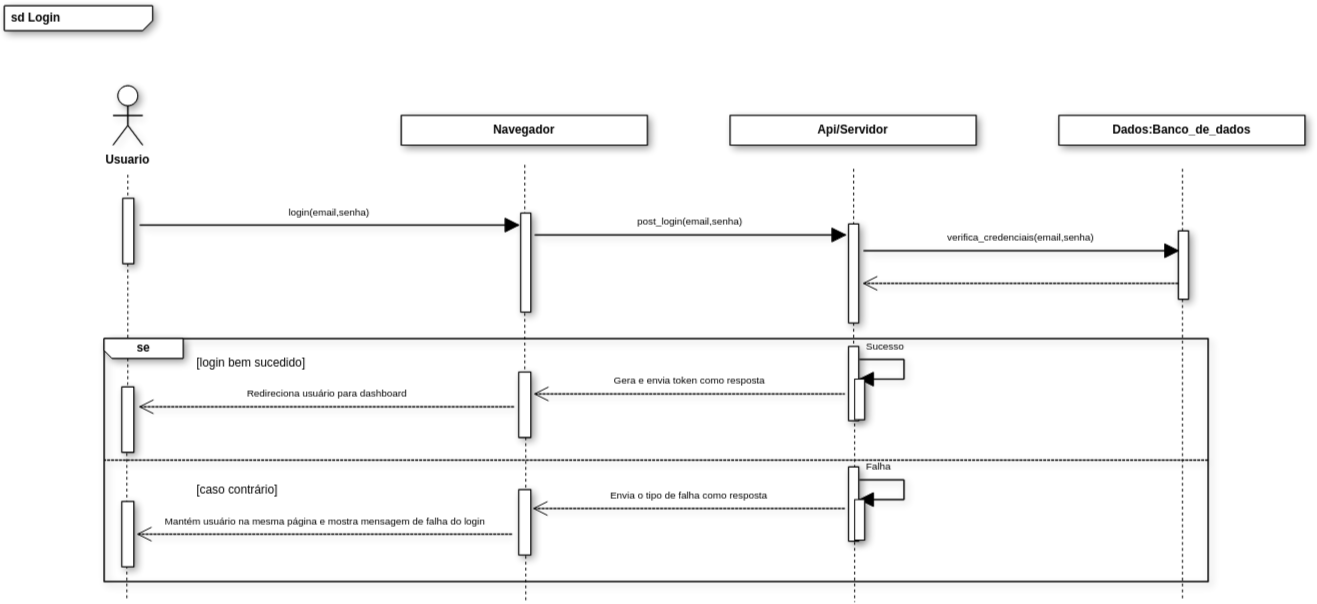 sd Login
Usuario
Navegador
Api/Servidor
Dados:Banco_de_dados
login(email,senha)
post_login(email,senha)
verifica_credenciais(email,senha)
se
[login bem sucedido]
Sucesso
Gera e envia token como resposta
Redireciona usuário para dashboard
[caso contrário]
Falha
Envia o tipo de falha como resposta
Mantém usuário na mesma página e mostra mensagem de falha do login